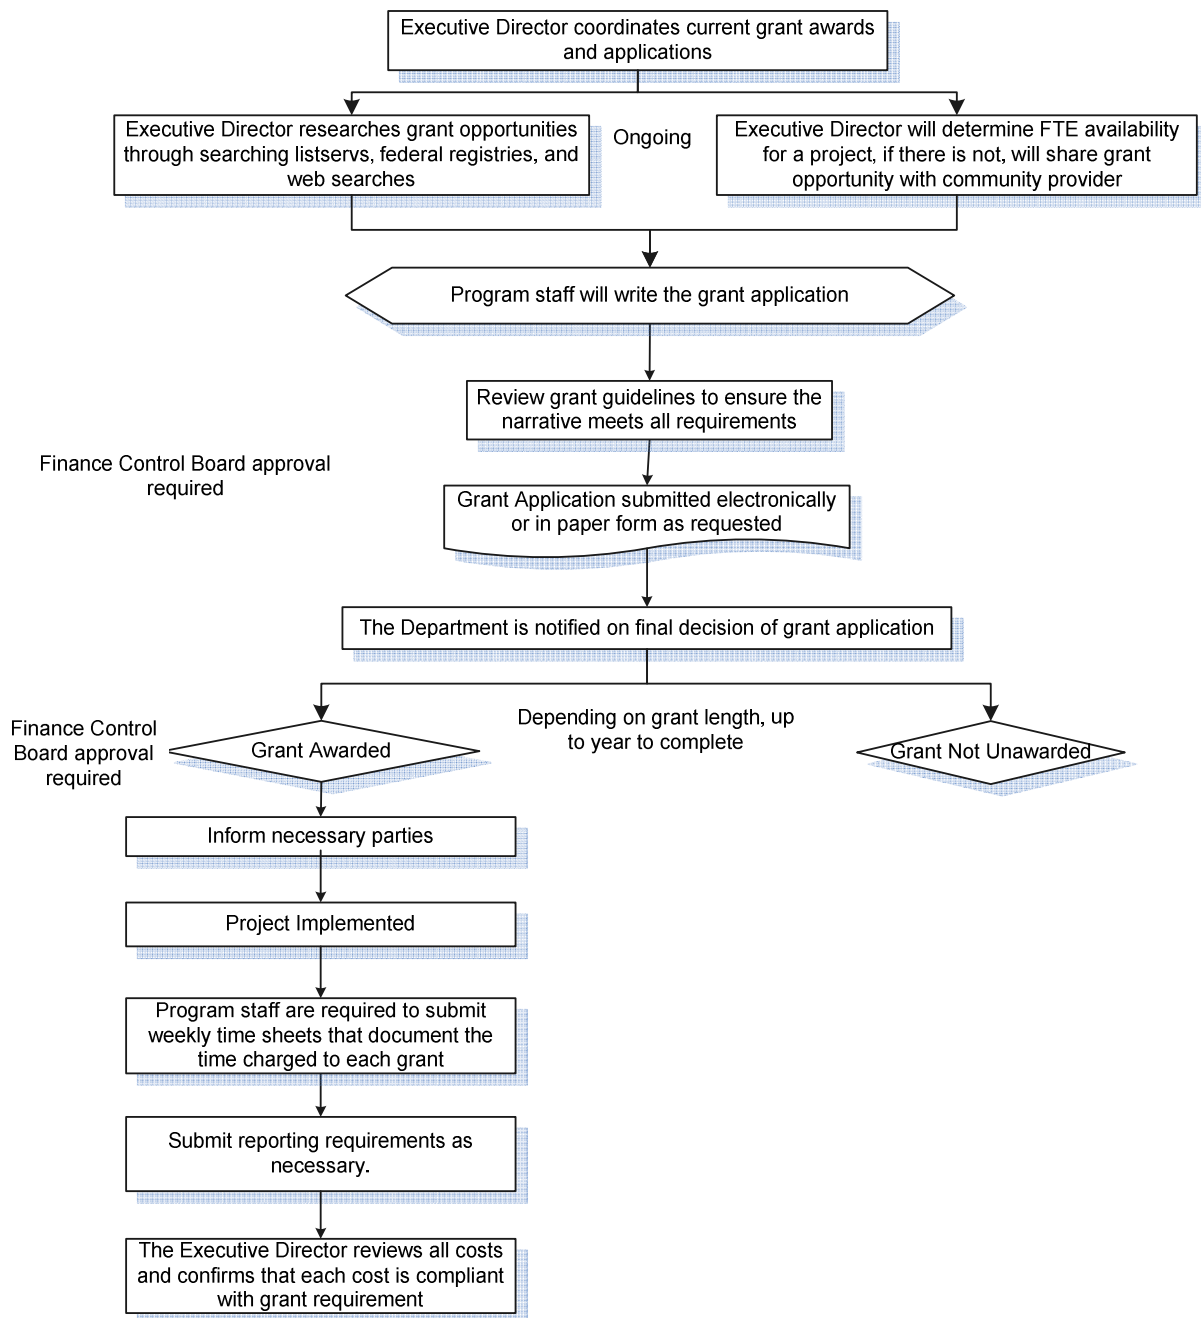 Executive Director coordinates current grant awards
and applications
Executive Director researches grant opportunities
through searching listservs, federal registries, and
web searches
Ongoing
Executive Director will determine FTE availability
for a project, if there is not, will share grant
opportunity with community provider
Program staff will write the grant application
Review grant guidelines to ensure the
narrative meets all requirements
Finance Control Board approval
required
Grant Application submitted electronically
or in paper form as requested
The Department is notified on final decision of grant application
Finance Control
Board approval
required
Grant Awarded
Depending on grant length, up
to year to complete
Grant Not Unawarded
Inform necessary parties
Project Implemented
Program staff are required to submit
weekly time sheets that document the
time charged to each grant
Submit reporting requirements as
necessary.
The Executive Director reviews all costs
and confirms that each cost is compliant
with grant requirement